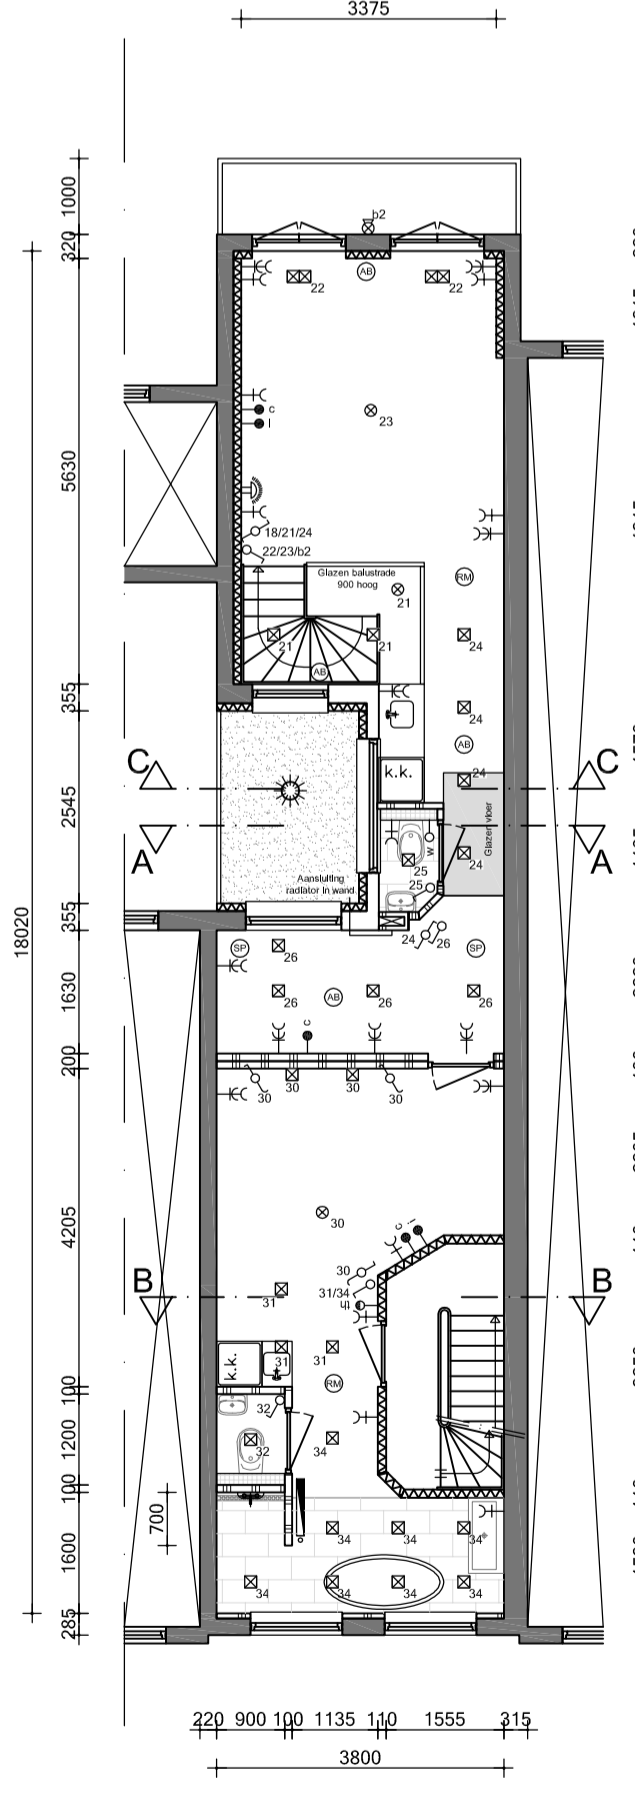 3375
1000
320
b2
AB
22
22
c
l
23
5630
18/21/24
22/23/b2
Glazen balustrade
900 hoog
RM
21
21
21
24
AB
24
355
AB
24
k.k.
C
C
2545
A
A
Glazen vloer
24
w
25
25
Aansluiting
radiator in wand
355
18020
24
26
SP
26
SP
1630
26
AB
26
26
c
200
30
30
30
30
4205
30
c
l
30
31/34
th
B
B
31
k.k.
31
31
RM
100
32
1200
32
34
100
700
34
34
34
1600
34
34
34
34
285
220
900
100
1135
110
1555
315
3800